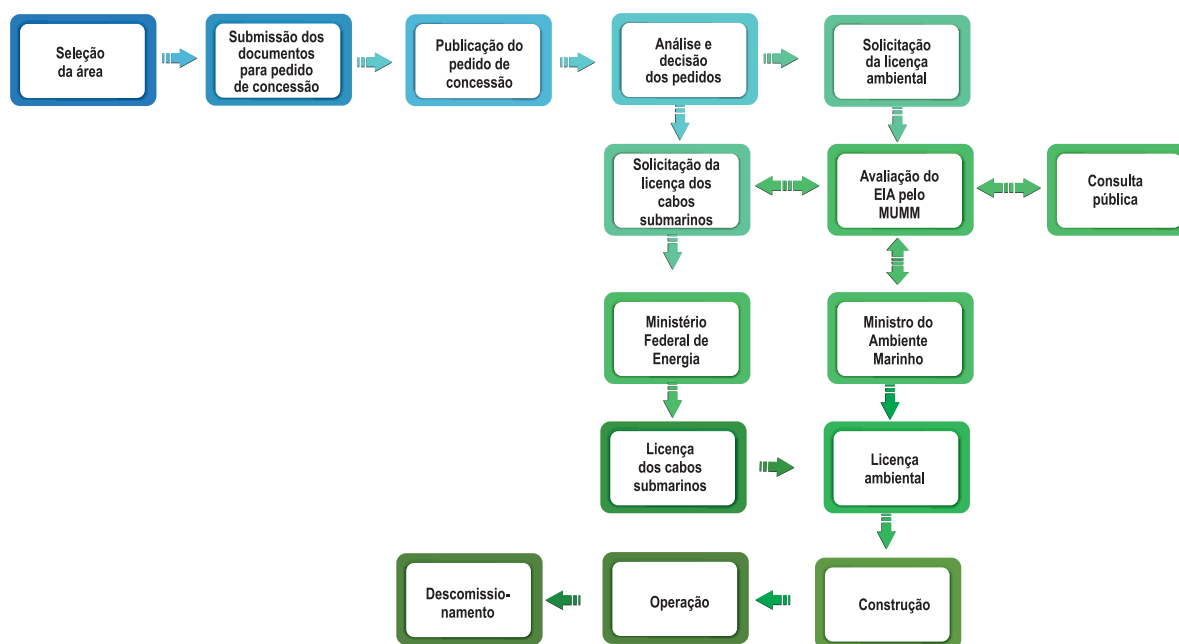 Seleção
da área
Submissão dos
documentos
para pedido
de concessão
Publicação do
pedido de
concessão
Análise e
decisão
dos pedidos
Solicitação
da licença
ambiental
Solicitação da
licença dos
cabos
submarinos
Avaliação do
EIA pelo
MUMM
Consulta
pública
Ministério
Federal de
Energia
Ministro do
Ambiente
Marinho
Licença
dos cabos
submarinos
Licença
ambiental
Descomissio-
namento
Operação
Construção